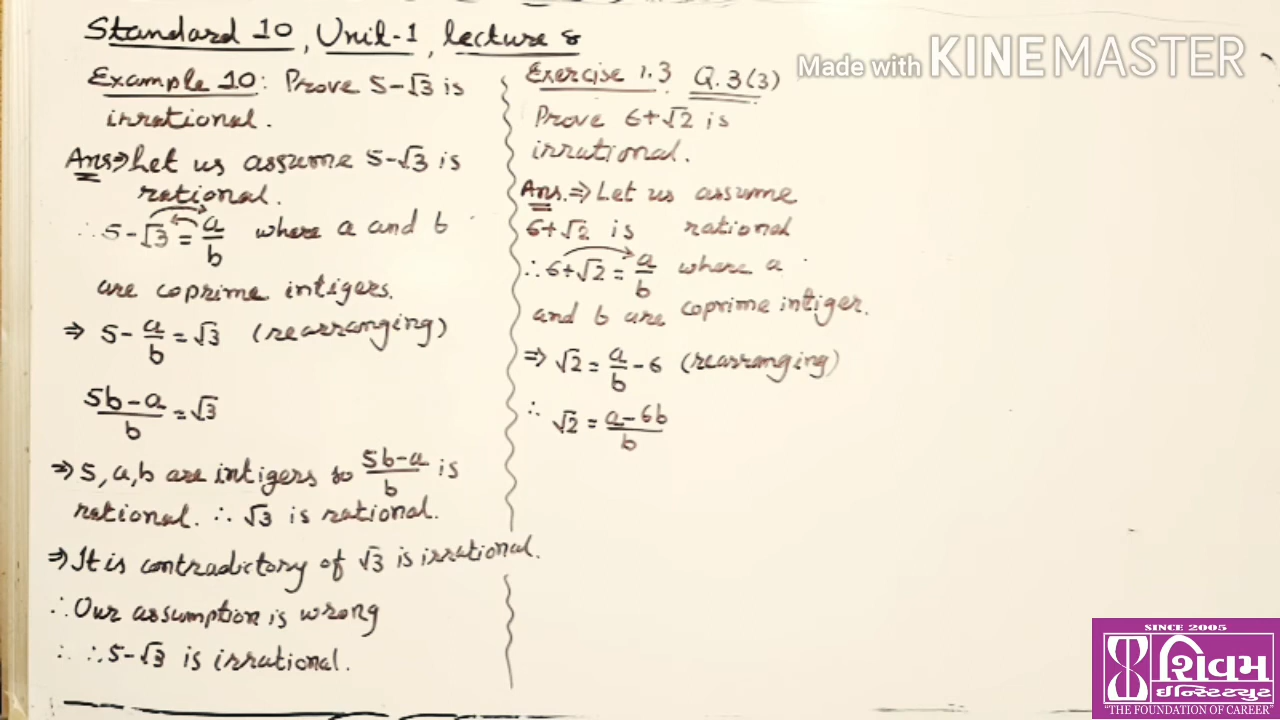 Standard 10, Unit-1, lecture 8
Example 10: Prove 5-√3 is
irrational.
Ans⇒ Let us assume 5-√3 is
rational.
∴ 5-√3 = a/b where a and b
are coprime intigers.
⇒ 5 - a/b = √3 (rearranging)
5b-a/b = √3
⇒ 5, a, b are intigers so 5b-a/b is
rational. ∴ √3 is rational.
⇒ It is contradictory of √3 is irrational.
∴ Our assumption is wrong
∴ ∴ 5-√3 is irrational.
Exercise 1.3 Q.3(3)
Prove 6+√2 is
irrational.
Ans. ⇒ Let us assume
6+√2 is rational
∴ 6+√2 = a/b where a
and b are coprime intiger.
⇒ √2 = a/b - 6 (rearranging)
∴ √2 = a-6b/b
Made with KINEMASTER
SINCE 2005
શિવમ
ઇન્સ્ટિટ્યુટ
"THE FOUNDATION OF CAREER"